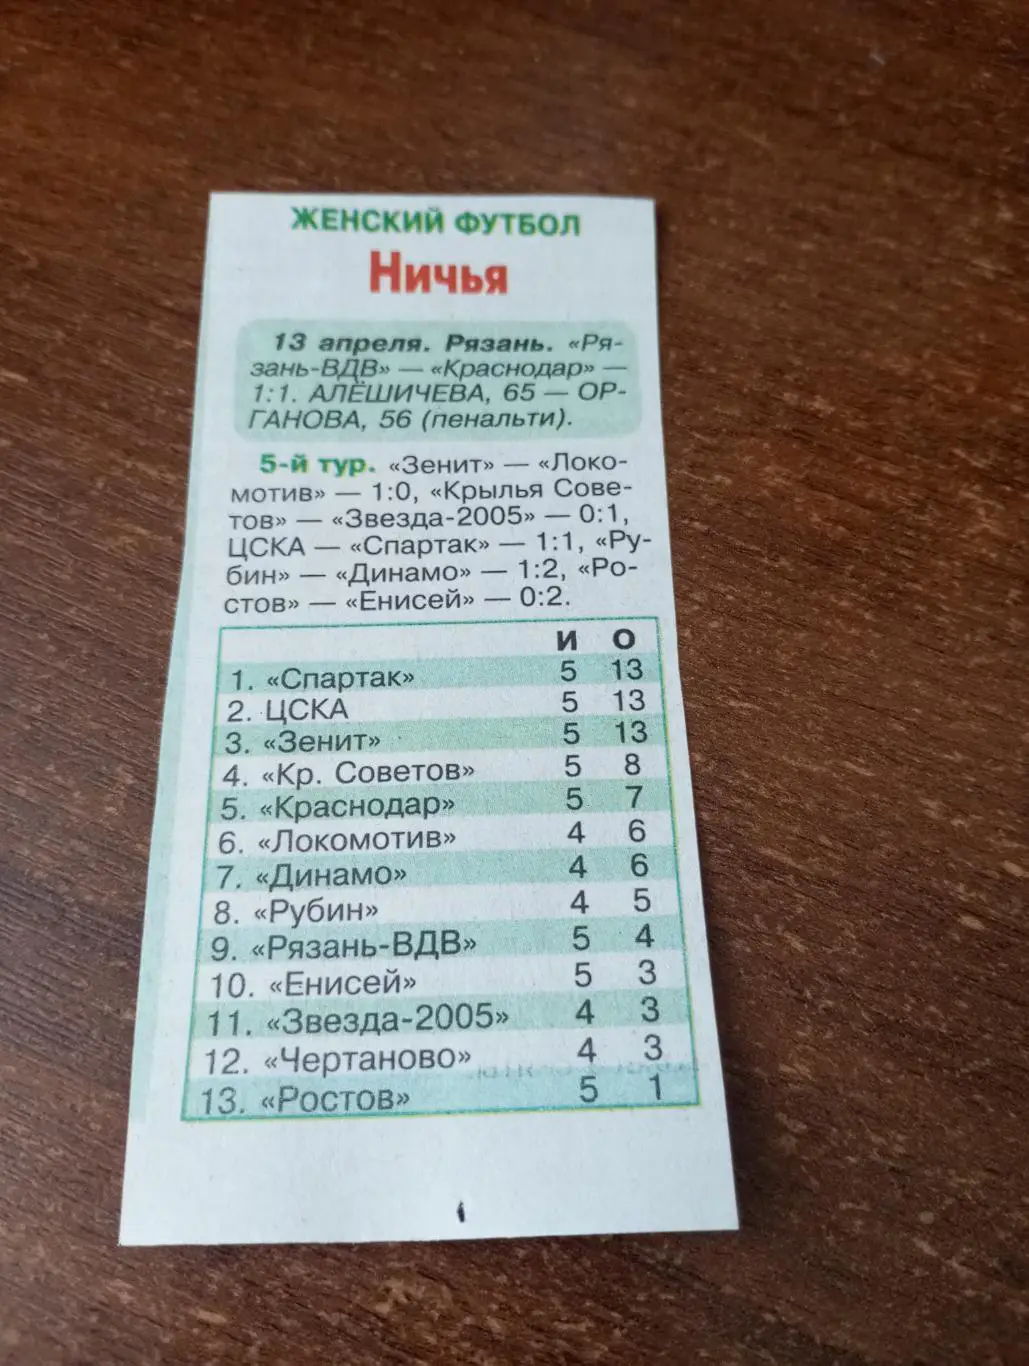 ЖЕНСКИЙ ФУТБОЛ
Ничья
13 апреля. Рязань. «Ря-
зань-ВДВ» — «Краснодар» —
1:1. АЛЁШИЧЕВА, 65 — ОР-
ГАНОВА, 56 (пенальти).
5-й тур. «Зенит» — «Локо-
мотив» — 1:0, «Крылья Сове-
тов» — «Звезда-2005» — 0:1,
ЦСКА — «Спартак» — 1:1, «Ру-
бин» — «Динамо» — 1:2, «Ро-
стов» — «Енисей» — 0:2.
И О
1. «Спартак» 5 13
2. ЦСКА 5 13
3. «Зенит» 5 13
4. «Кр. Советов» 5 8
5. «Краснодар» 5 7
6. «Локомотив» 4 6
7. «Динамо» 4 6
8. «Рубин» 4 5
9. «Рязань-ВДВ» 5 4
10. «Енисей» 5 3
11. «Звезда-2005» 4 3
12. «Чертаново» 4 3
13. «Ростов» 5 1